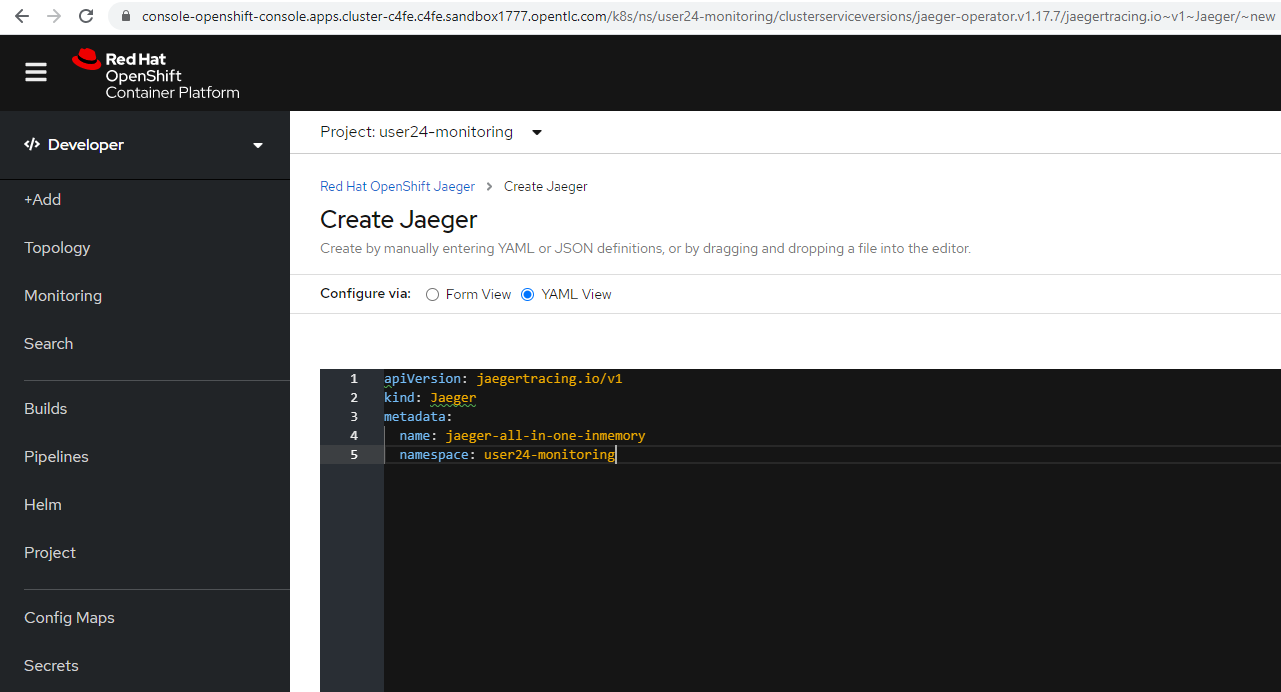 console-openshift-console.apps.cluster-c4fe.c4fe.sandbox1777.opentlc.com/k8s/ns/user24-monitoring/clusterserviceversions/jaeger-operator.v1.17.7/jaegertracing.io~v1~Jaeger/~new
Red Hat
OpenShift
Container Platform
Developer
+Add
Topology
Monitoring
Search
Builds
Pipelines
Helm
Project
Config Maps
Secrets
Project: user24-monitoring
Red Hat OpenShift Jaeger > Create Jaeger
Create Jaeger
Create by manually entering YAML or JSON definitions, or by dragging and dropping a file into the editor.
Configure via: Form View YAML View
1 apiVersion: jaegertracing.io/v1
2 kind: Jaeger
3 metadata:
4 name: jaeger-all-in-one-inmemory
5 namespace: user24-monitoring